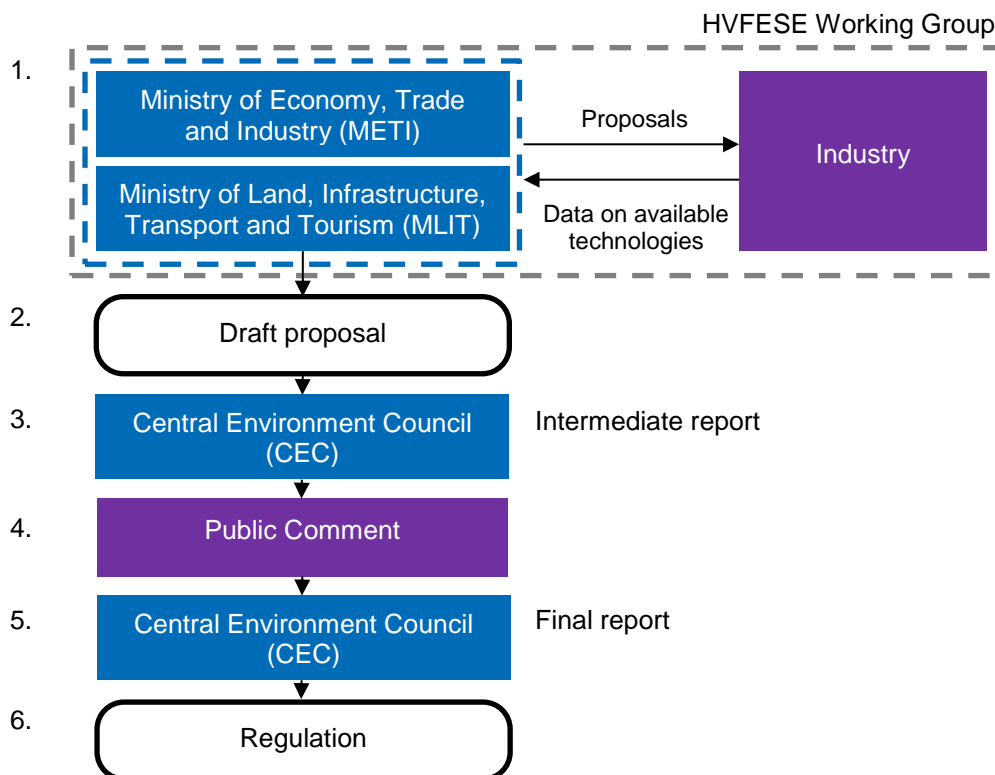 HVFESE Working Group
1.
Ministry of Economy, Trade
and Industry (METI)
Proposals
Industry
Ministry of Land, Infrastructure,
Transport and Tourism (MLIT)
Data on available
technologies
2.
Draft proposal
3.
Central Environment Council
(CEC)
Intermediate report
4.
Public Comment
5.
Central Environment Council
(CEC)
Final report
6.
Regulation